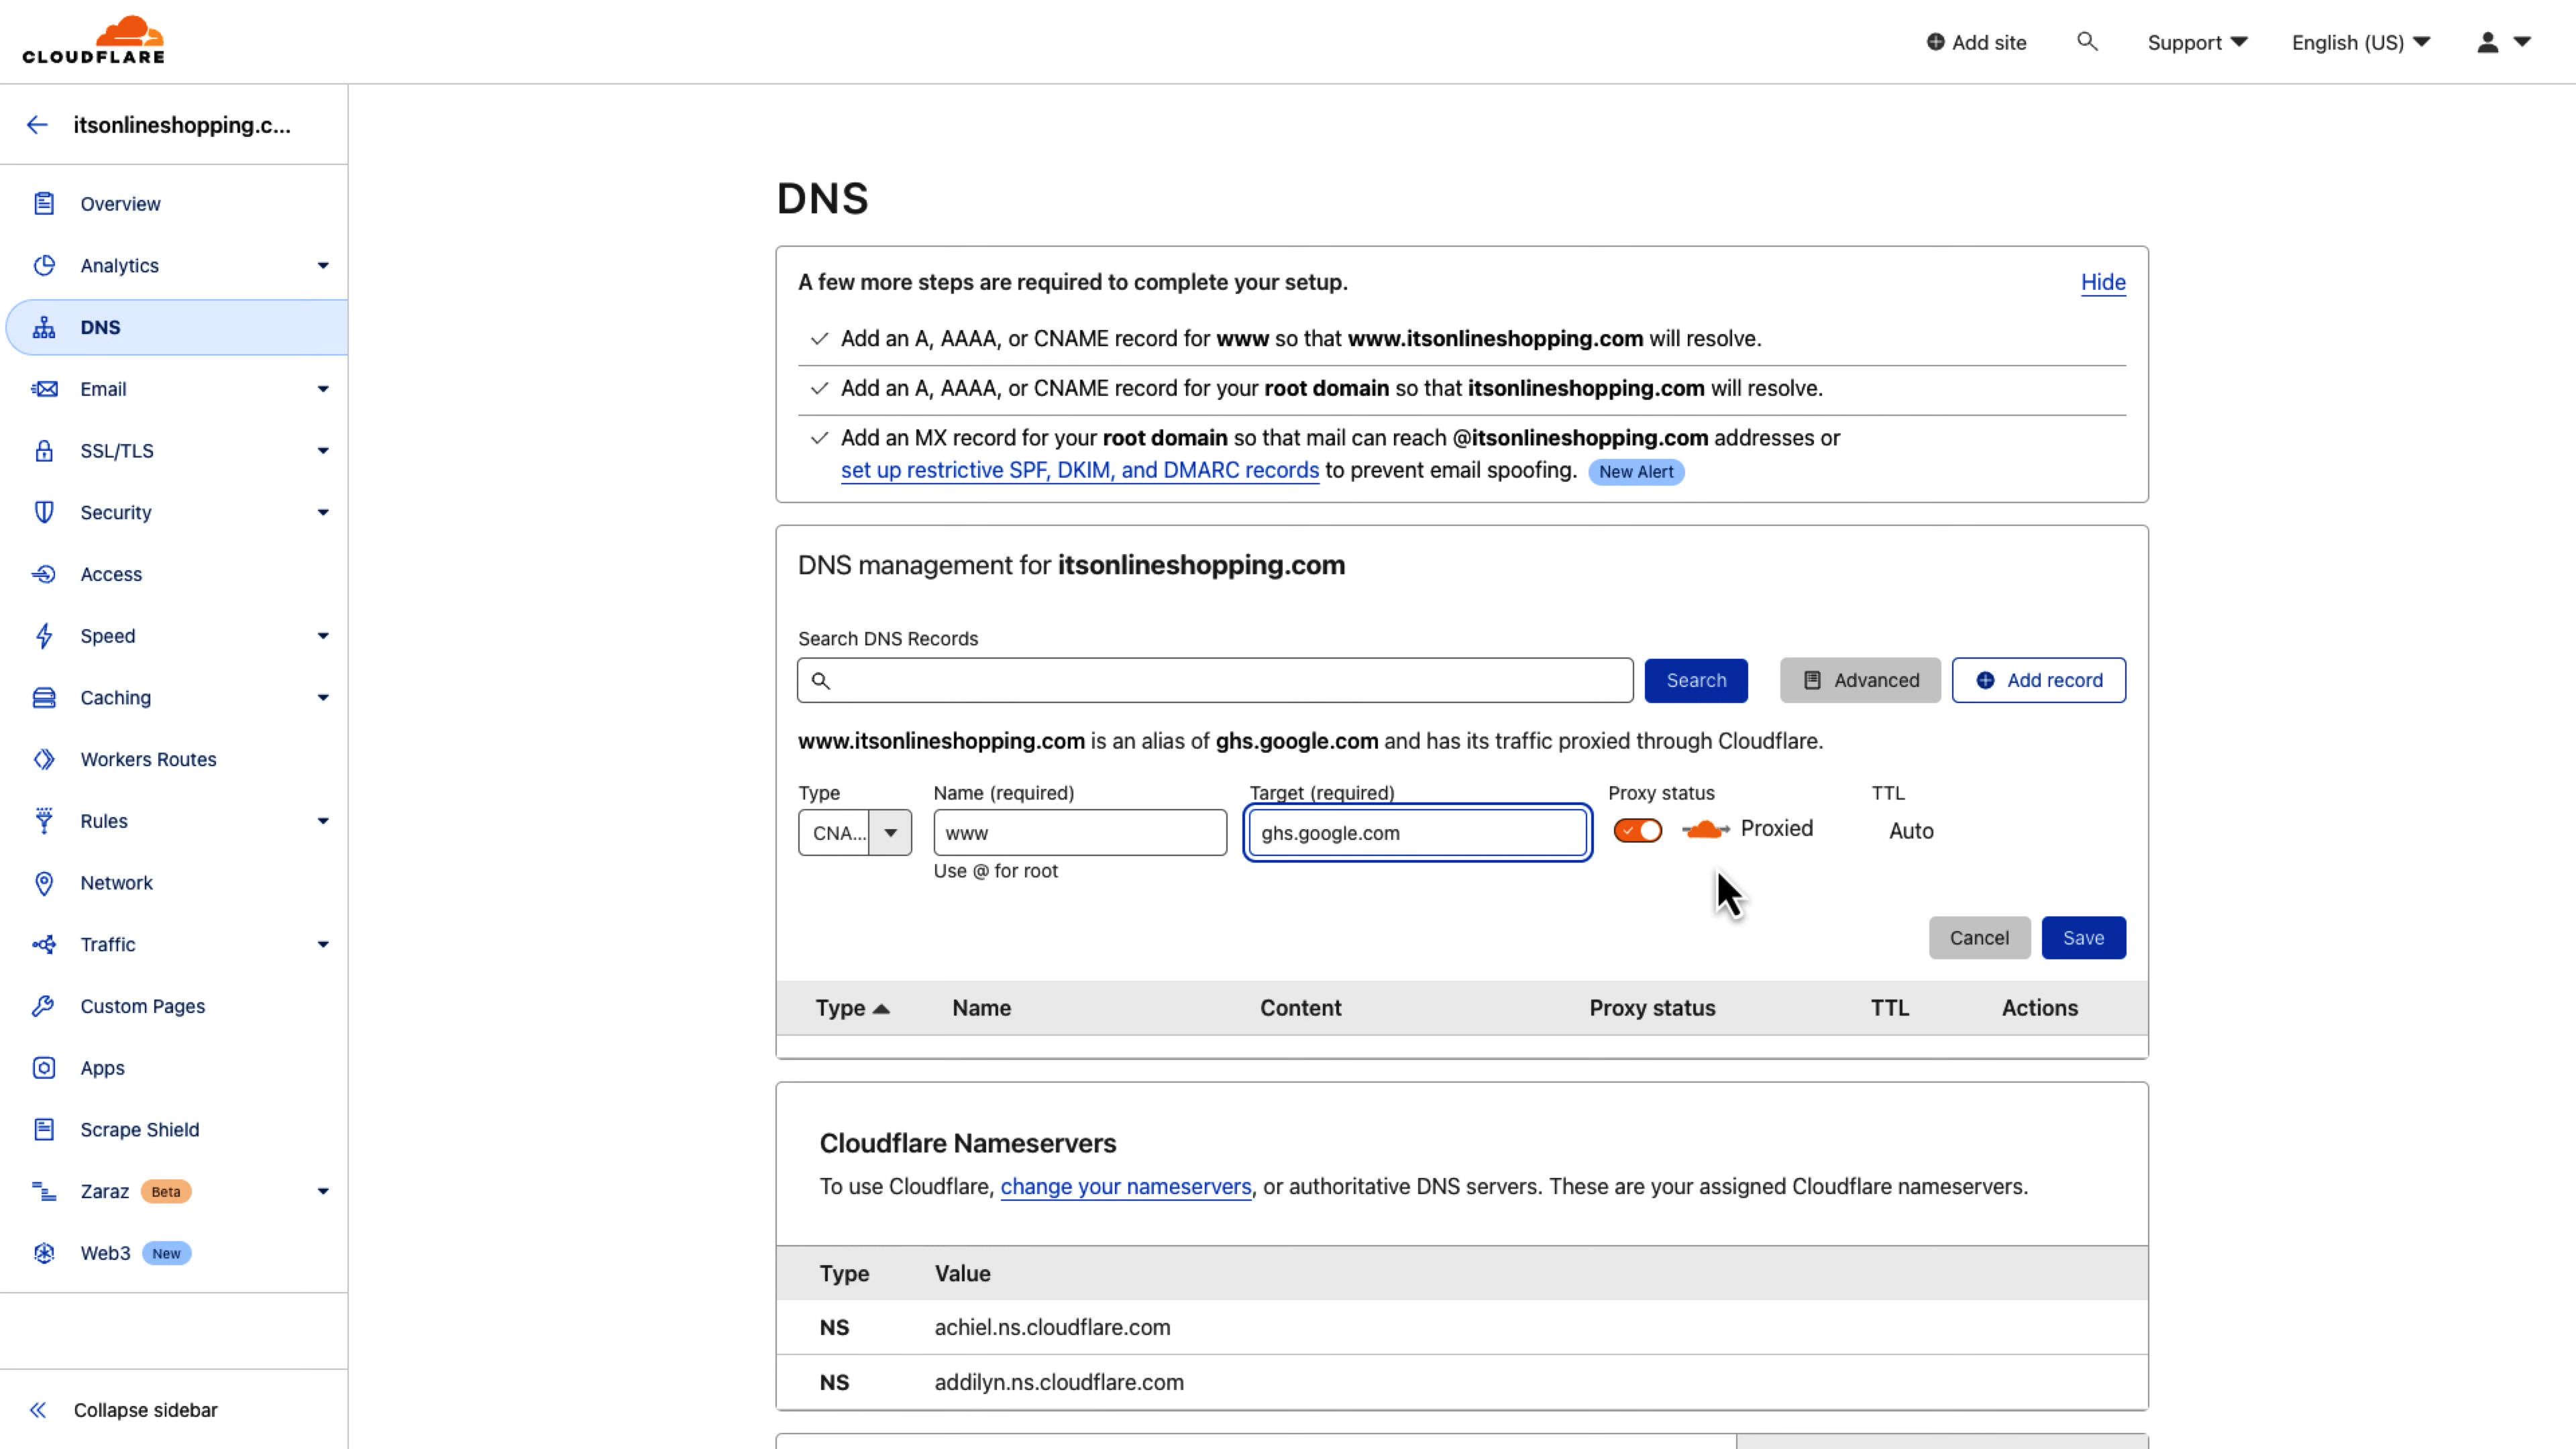 CLOUDFLARE
Add site
Support
English (US)
itsonlineshopping.c...
Overview
Analytics
DNS
Email
SSL/TLS
Security
Access
Speed
Caching
Workers Routes
Rules
Network
Traffic
Custom Pages
Apps
Scrape Shield
Zaraz Beta
Web3 New
Collapse sidebar
DNS
A few more steps are required to complete your setup.
Hide
Add an A, AAAA, or CNAME record for www so that www.itsonlineshopping.com will resolve.
Add an A, AAAA, or CNAME record for your root domain so that itsonlineshopping.com will resolve.
Add an MX record for your root domain so that mail can reach @itsonlineshopping.com addresses or
set up restrictive SPF, DKIM, and DMARC records to prevent email spoofing. New Alert
DNS management for itsonlineshopping.com
Search DNS Records
Search
Advanced
Add record
www.itsonlineshopping.com is an alias of ghs.google.com and has its traffic proxied through Cloudflare.
Type Name (required) Target (required) Proxy status TTL
CNA... www ghs.google.com Proxied Auto
Use @ for root
Cancel Save
Type Name Content Proxy status TTL Actions
Cloudflare Nameservers
To use Cloudflare, change your nameservers, or authoritative DNS servers. These are your assigned Cloudflare nameservers.
Type Value
NS achiel.ns.cloudflare.com
NS addilyn.ns.cloudflare.com